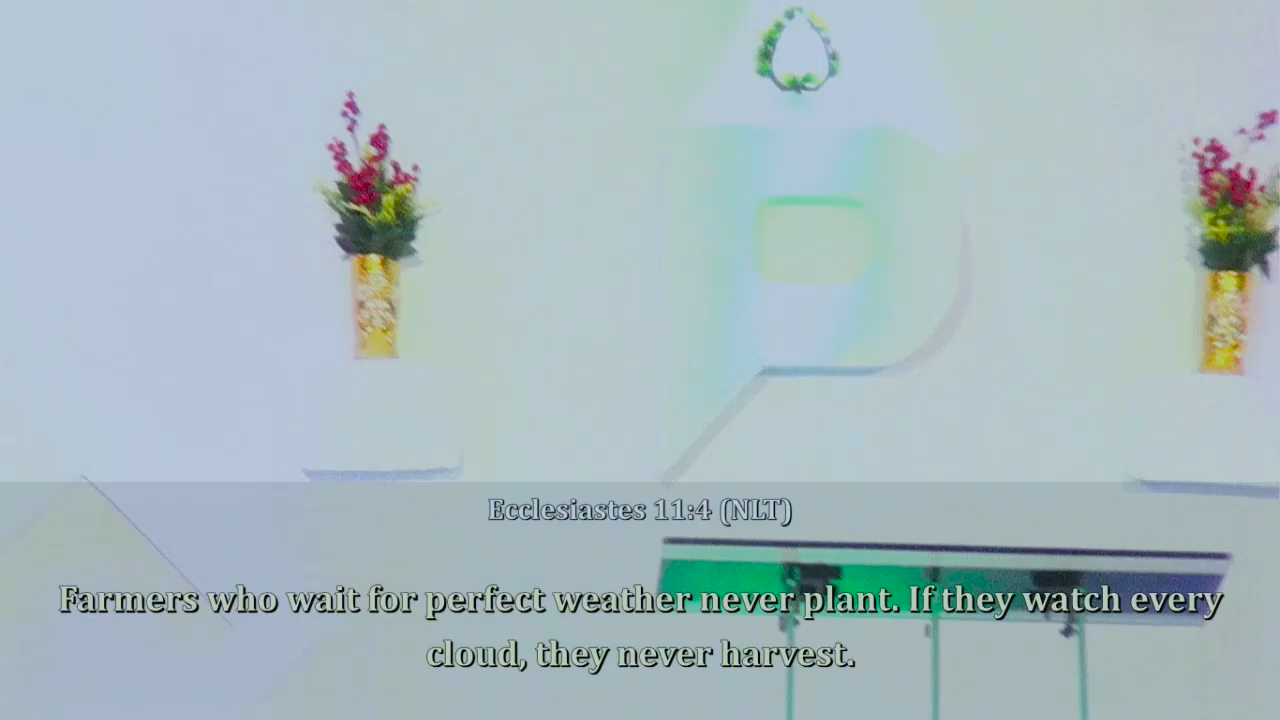 Ecclesiastes 11:4 (NLT)
Farmers who wait for perfect weather never plant. If they watch every
cloud, they never harvest.